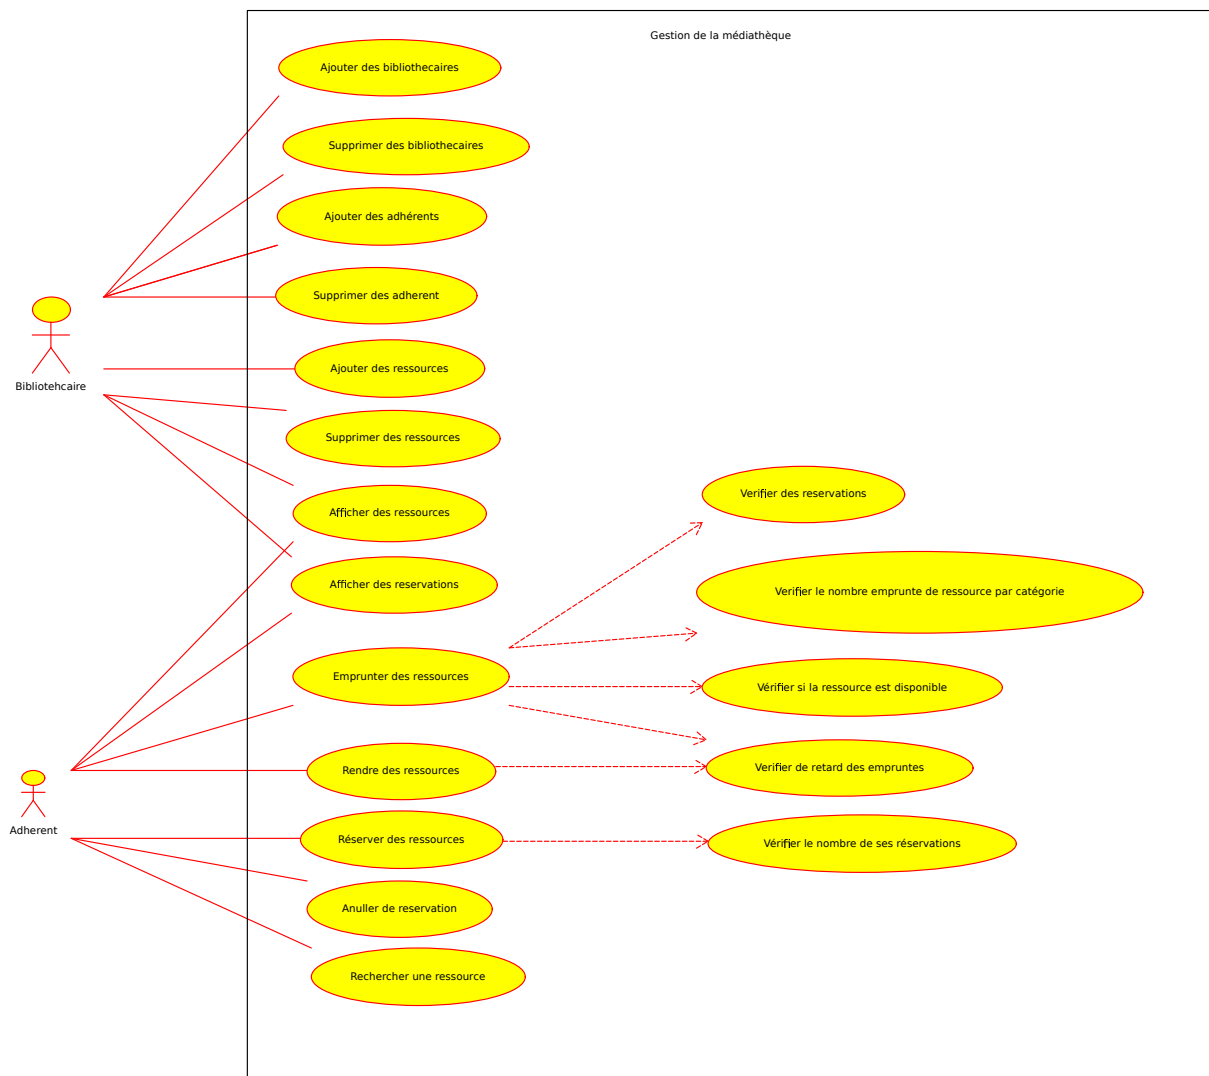 Gestion de la médiathèque
Ajouter des bibliothecaires
Supprimer des bibliothecaires
Ajouter des adhérents
Supprimer des adherent
Bibliotehcaire
Ajouter des ressources
Supprimer des ressources
Afficher des ressources
Verifier des reservations
Afficher des reservations
Verifier le nombre emprunte de ressource par catégorie
Emprunter des ressources
Vérifier si la ressource est disponible
Rendre des ressources
Verifier de retard des empruntes
Adherent
Réserver des ressources
Vérifier le nombre de ses réservations
Anuller de reservation
Rechercher une ressource